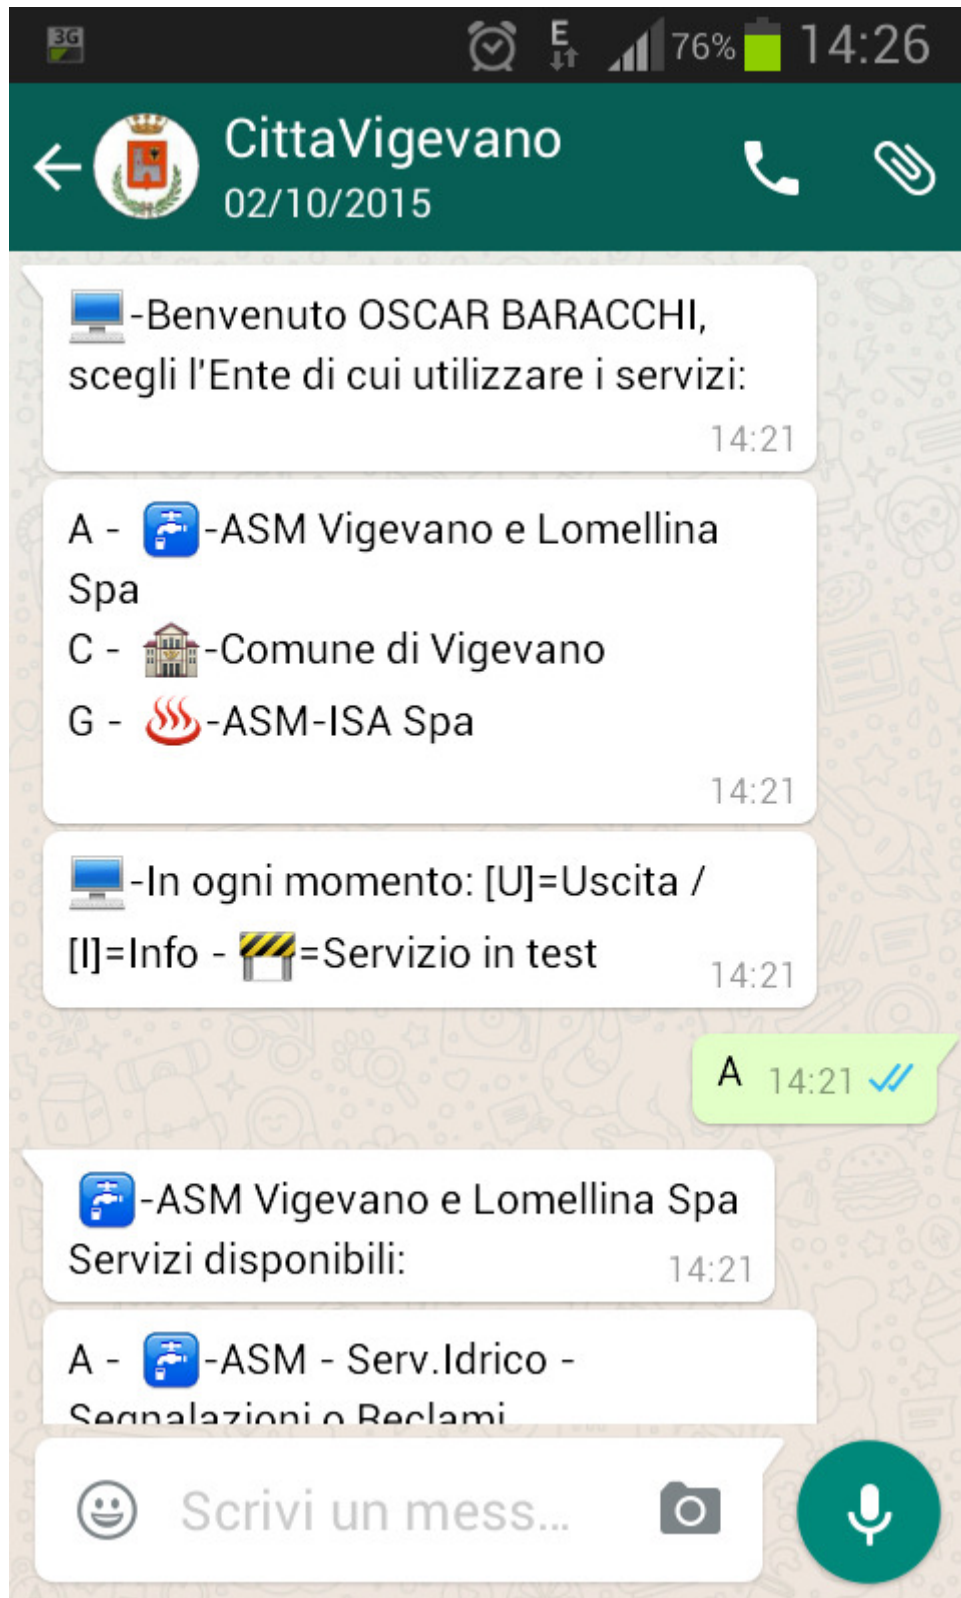 3G E 76% 14:26
CittaVigevano
02/10/2015
-Benvenuto OSCAR BARACCHI,
scegli l'Ente di cui utilizzare i servizi:
14:21
A - -ASM Vigevano e Lomellina
Spa
C - -Comune di Vigevano
G - -ASM-ISA Spa
14:21
-In ogni momento: [U]=Uscita /
[I]=Info - =Servizio in test
14:21
A 14:21
-ASM Vigevano e Lomellina Spa
Servizi disponibili:
14:21
A - -ASM - Serv.Idrico -
Segnalazioni o Reclami
Scrivi un mess...